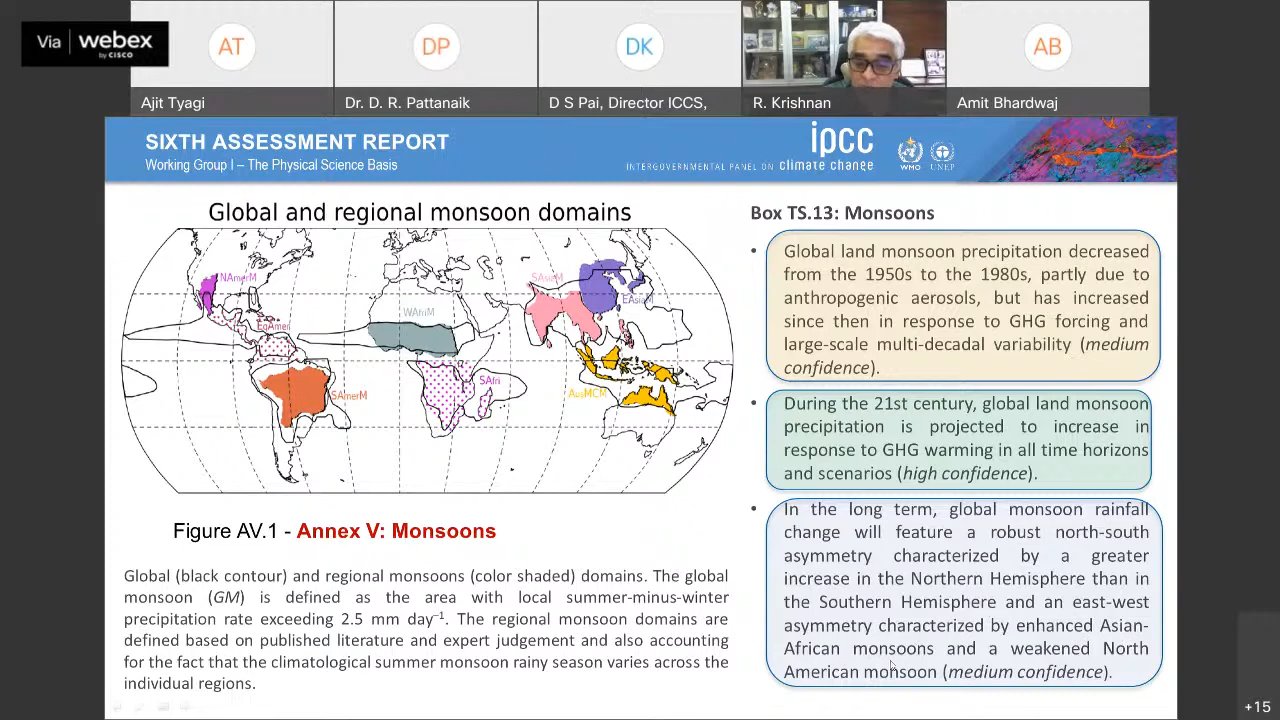 Via webex
by CISCO
AT
DP
DK
AB
Ajit Tyagi
Dr. D. R. Pattanaik
D S Pai, Director ICCS,
R. Krishnan
Amit Bhardwaj
SIXTH ASSESSMENT REPORT
Working Group I – The Physical Science Basis
ipcc
INTERGOVERNMENTAL PANEL ON climate change
WMO
UNEP
Global and regional monsoon domains
NAmerM
EqAmer
SAmerM
WAfriM
SAfri
SAsiaM
EAsiaM
AusMCM
Figure AV.1 - Annex V: Monsoons
Global (black contour) and regional monsoons (color shaded) domains. The global
monsoon (GM) is defined as the area with local summer-minus-winter
precipitation rate exceeding 2.5 mm day⁻¹. The regional monsoon domains are
defined based on published literature and expert judgement and also accounting
for the fact that the climatological summer monsoon rainy season varies across the
individual regions.
Box TS.13: Monsoons
• Global land monsoon precipitation decreased
from the 1950s to the 1980s, partly due to
anthropogenic aerosols, but has increased
since then in response to GHG forcing and
large-scale multi-decadal variability (medium
confidence).
• During the 21st century, global land monsoon
precipitation is projected to increase in
response to GHG warming in all time horizons
and scenarios (high confidence).
• In the long term, global monsoon rainfall
change will feature a robust north-south
asymmetry characterized by a greater
increase in the Northern Hemisphere than in
the Southern Hemisphere and an east-west
asymmetry characterized by enhanced Asian-
African monsoons and a weakened North
American monsoon (medium confidence).
+15